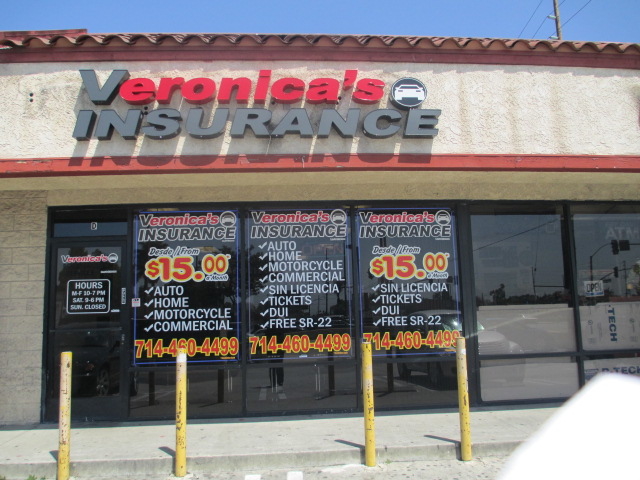 Veronica's
INSURANCE
D
Veronica's
HOURS
M-F 10-7 PM
SAT. 9-6 PM
SUN. CLOSED
Veronica's
INSURANCE
Desde/From
$15.00
a Month
AUTO
HOME
MOTORCYCLE
COMMERCIAL
714-460-4499
Veronica's
INSURANCE
AUTO
HOME
MOTORCYCLE
COMMERCIAL
SIN LICENCIA
TICKETS
DUI
FREE SR-22
714-460-4499
Veronica's
INSURANCE
Desde/From
$15.00
a Month
SIN LICENCIA
TICKETS
DUI
FREE SR-22
714-460-4499
ATM
OPEN